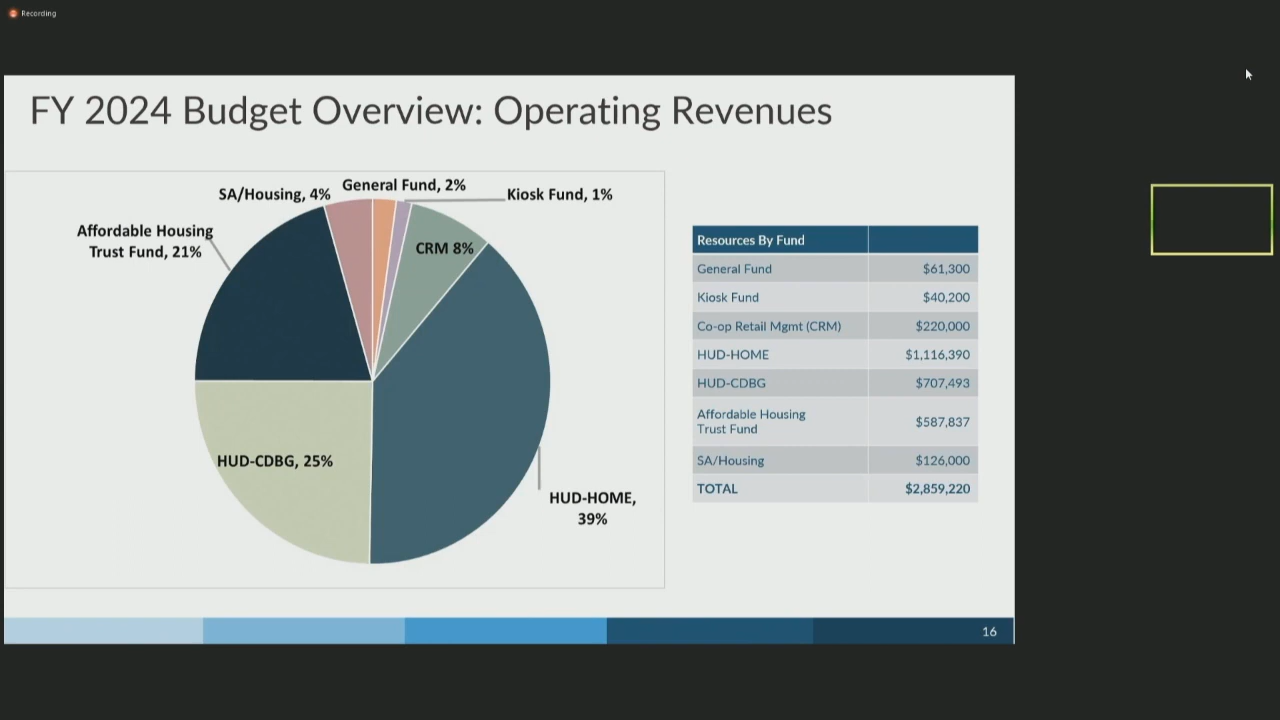 Recording
FY 2024 Budget Overview: Operating Revenues
SA/Housing, 4%
General Fund, 2%
Kiosk Fund, 1%
Affordable Housing
Trust Fund, 21%
CRM 8%
HUD-CDBG, 25%
HUD-HOME,
39%
Resources By Fund
General Fund $61,300
Kiosk Fund $40,200
Co-op Retail Mgmt (CRM) $220,000
HUD-HOME $1,116,390
HUD-CDBG $707,493
Affordable Housing
Trust Fund $587,837
SA/Housing $126,000
TOTAL $2,859,220
16